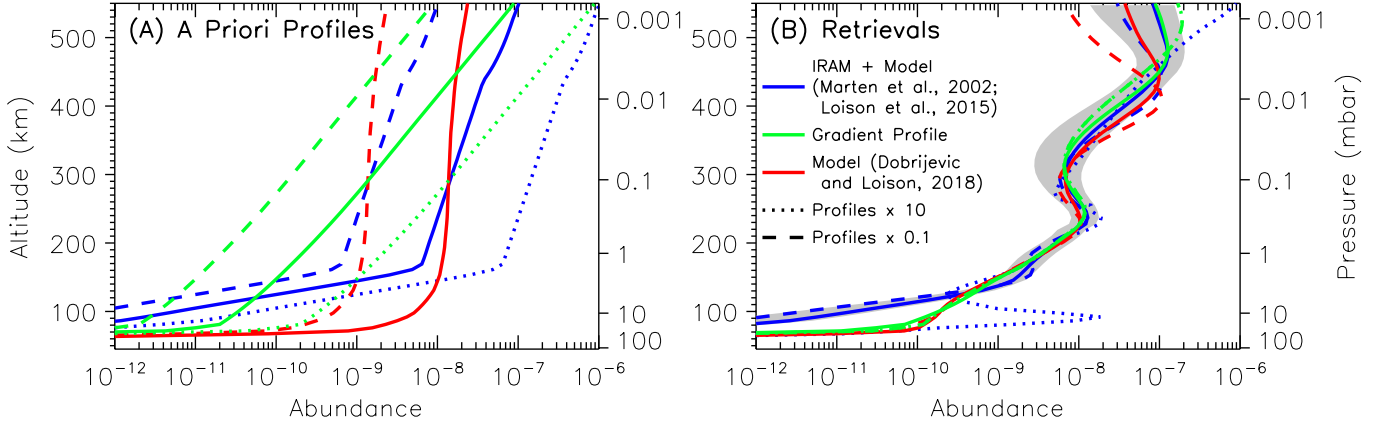 (A) A Priori Profiles
Altitude (km)
500
400
300
200
100
0.001
0.01
0.1
1
10
100
10−12
10−11
10−10
10−9
10−8
10−7
10−6
Abundance
(B) Retrievals
IRAM + Model
(Marten et al., 2002;
Loison et al., 2015)
Gradient Profile
Model (Dobrijevic
and Loison, 2018)
Profiles x 10
Profiles x 0.1
500
400
300
200
100
0.001
0.01
0.1
1
10
100
Pressure (mbar)
10−12
10−11
10−10
10−9
10−8
10−7
10−6
Abundance